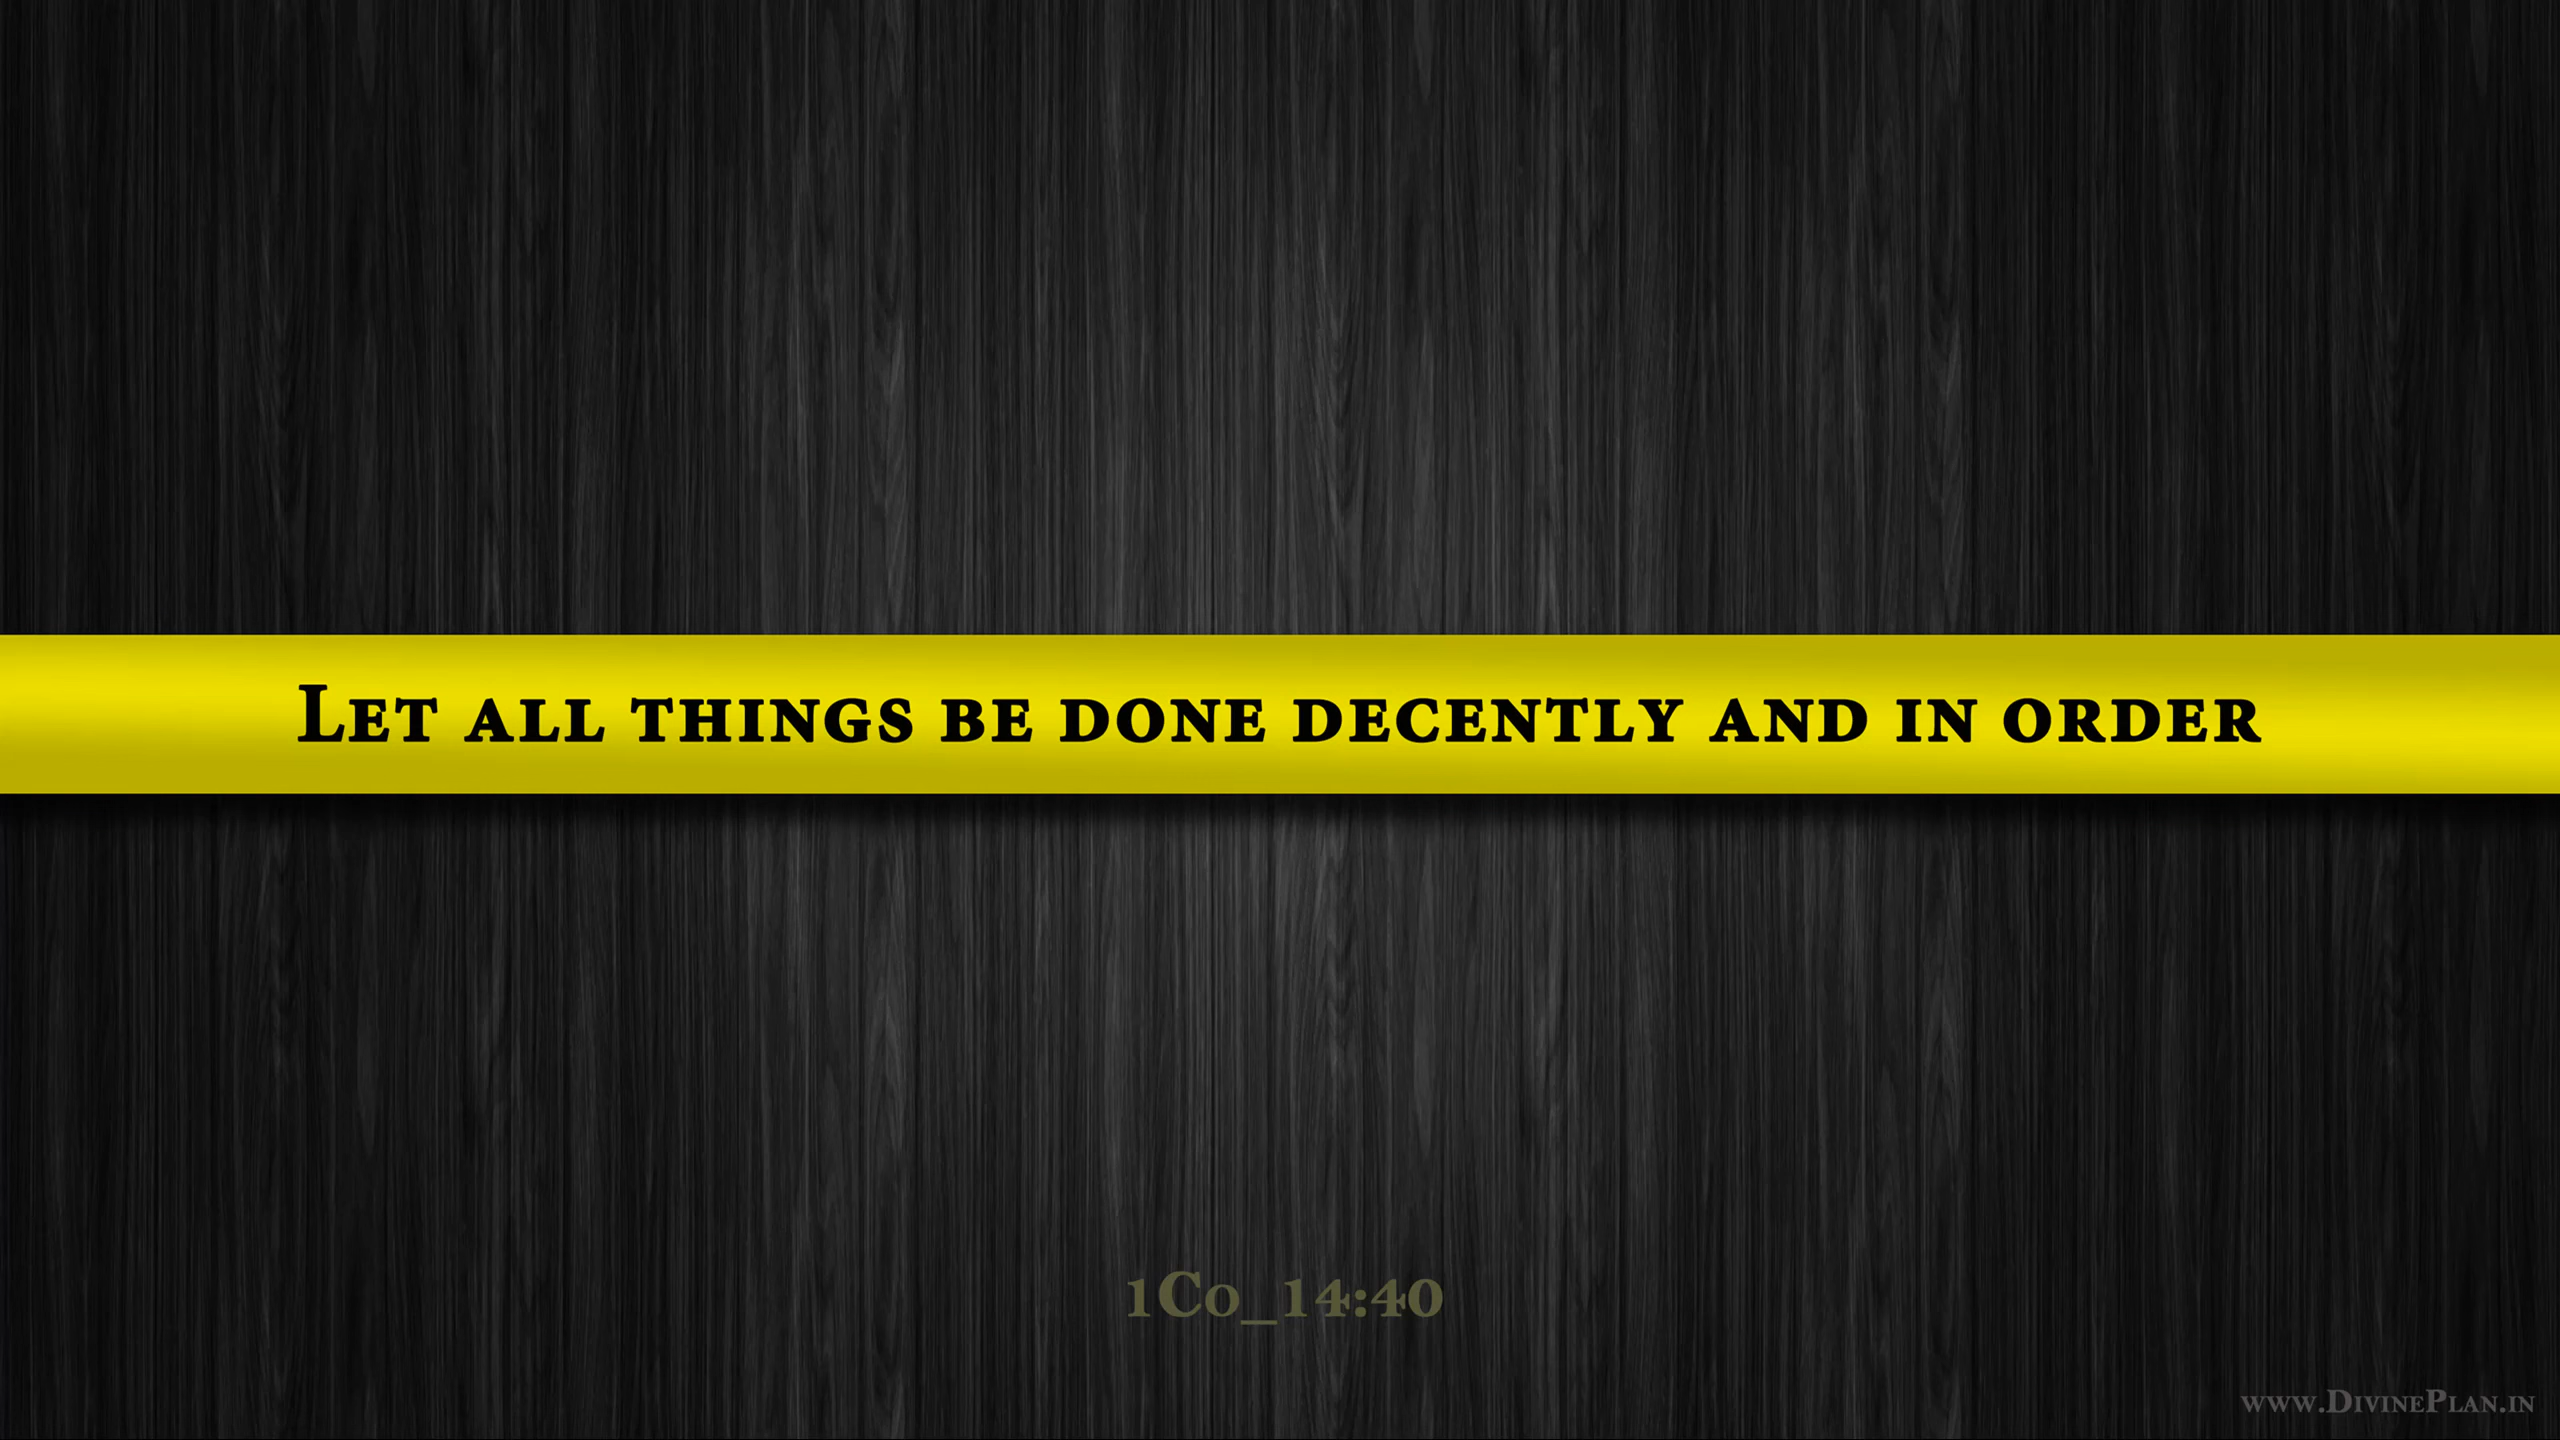 Let all things be done decently and in order
1Co_14:40
www.DivinePlan.in